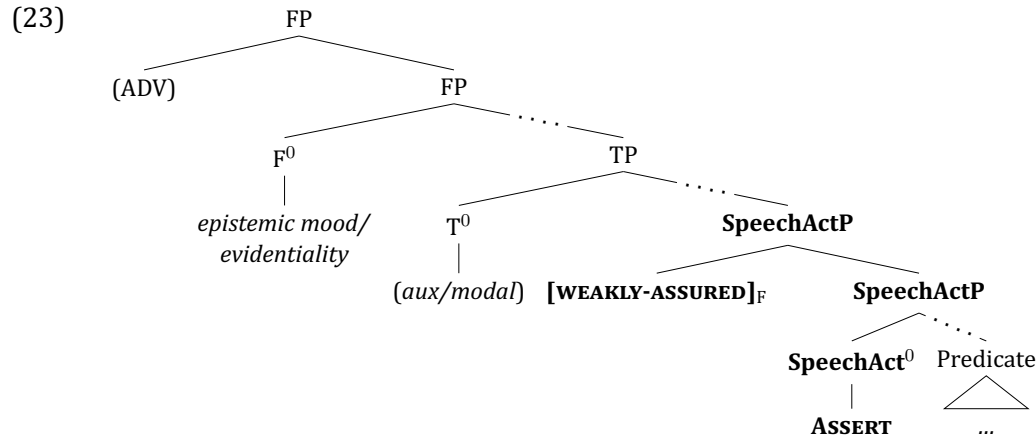 (23)
FP
(ADV)
FP
F⁰
TP
epistemic mood/
evidentiality
T⁰
SpeechActP
(aux/modal)
[WEAKLY-ASSURED]F
SpeechActP
SpeechAct⁰
Predicate
ASSERT
...